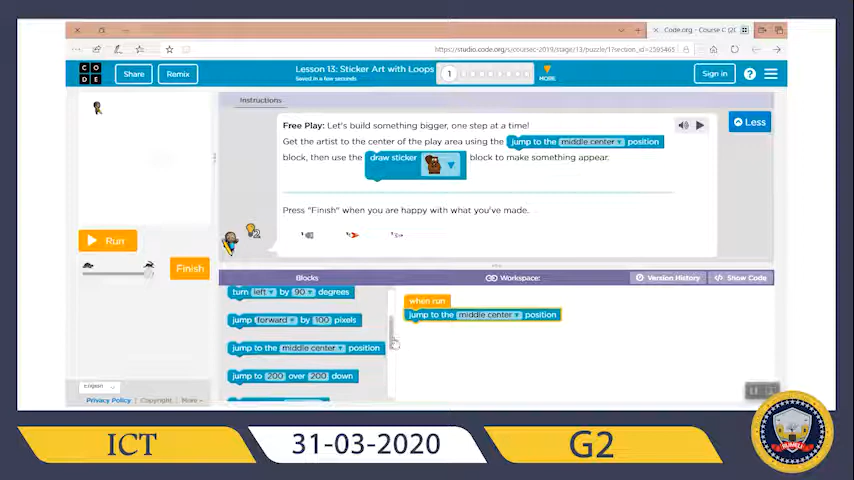 Code.org - Course C (20
https://studio.code.org/s/coursec-2019/stage/13/puzzle/1?section_id=2595465
CODE
Share
Remix
Lesson 13: Sticker Art with Loops
Saved in a few seconds
1
MORE
Sign in
?
Instructions
Free Play: Let's build something bigger, one step at a time!
Get the artist to the center of the play area using the jump to the middle center position
block, then use the draw sticker block to make something appear.
Less
Press "Finish" when you are happy with what you've made.
2
Run
Finish
Blocks
Workspace:
Version History
Show Code
turn left by 90 degrees
jump forward by 100 pixels
jump to the middle center position
jump to 200 over 200 down
when run
jump to the middle center position
English
Privacy Policy | Copyright | More
ICT
31-03-2020
G2